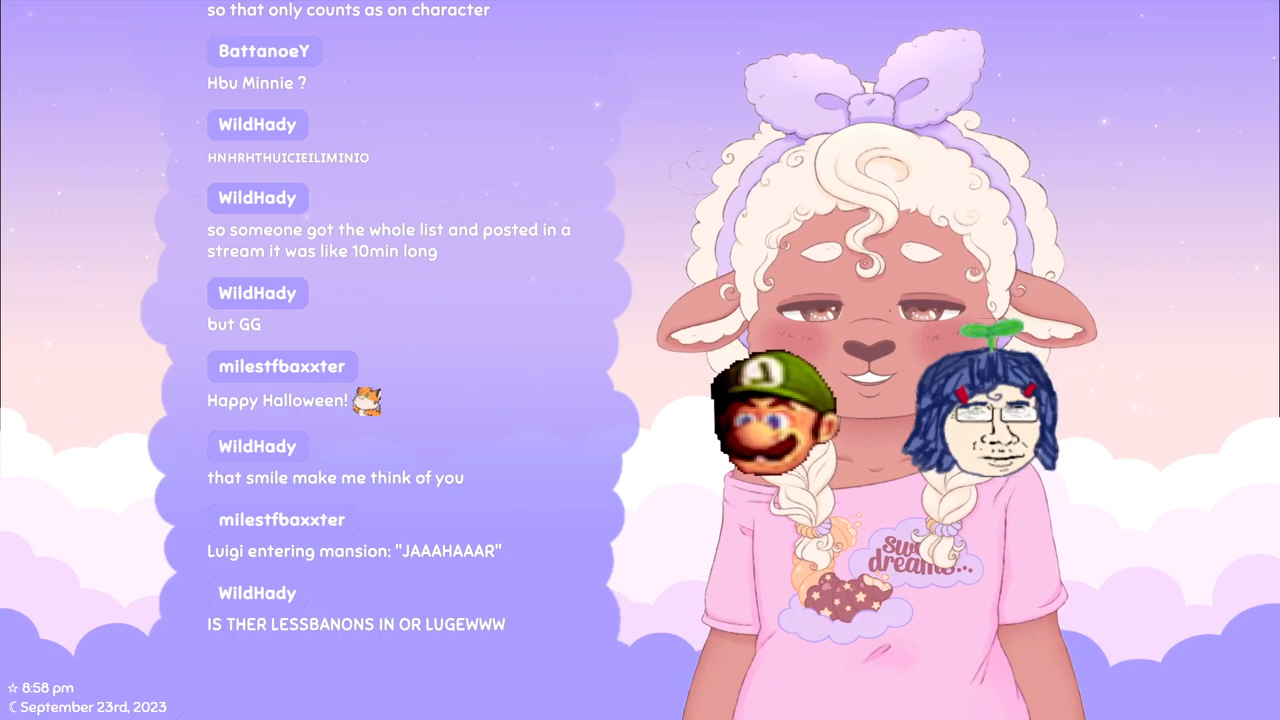 so that only counts as on character
BattanoeY
Hbu Minnie ?
WildHady
ʜɴʜʀʜᴛʜᴜɪᴄɪᴇɪʟɪᴍɪɴɪᴏ
WildHady
so someone got the whole list and posted in a
stream it was like 10min long
WildHady
but GG
milestfbaxxter
Happy Halloween!
WildHady
that smile make me think of you
milestfbaxxter
Luigi entering mansion: "JAAAHAAAR"
WildHady
IS THER LESSBANONS IN OR LUGEWWW
L
dreams...
☆ 8:58 pm
☾ September 23rd, 2023